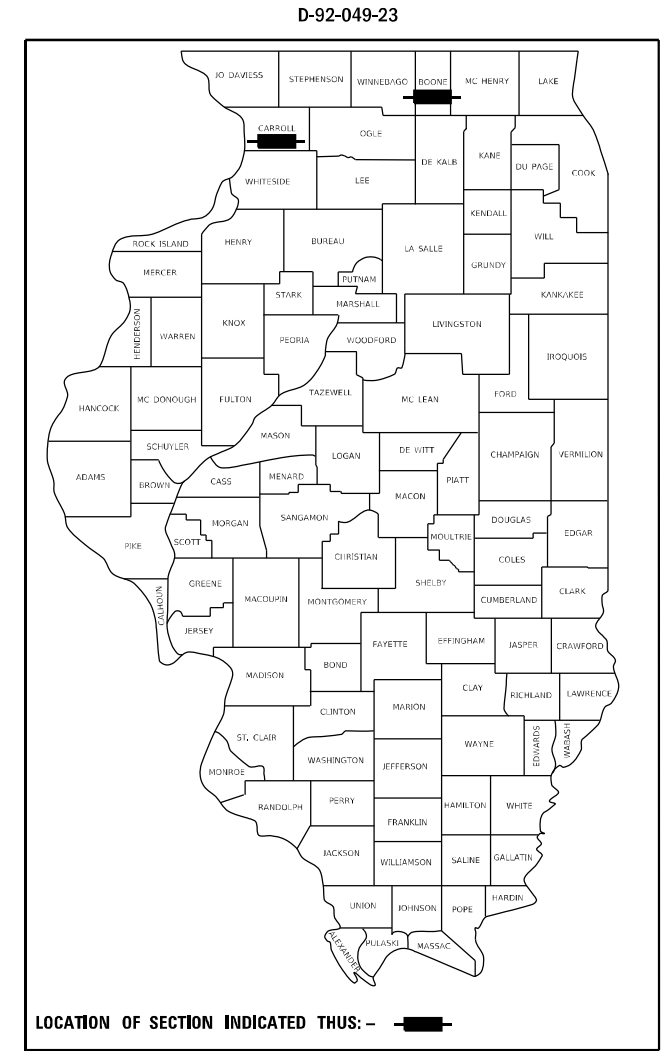 D-92-049-23
JO DAVIESS
STEPHENSON
WINNEBAGO
BOONE
MC HENRY
LAKE
CARROLL
OGLE
DE KALB
KANE
DU PAGE
COOK
WHITESIDE
LEE
KENDALL
WILL
ROCK ISLAND
HENRY
BUREAU
LA SALLE
GRUNDY
MERCER
PUTNAM
STARK
MARSHALL
KANKAKEE
HENDERSON
WARREN
KNOX
PEORIA
WOODFORD
LIVINGSTON
IROQUOIS
HANCOCK
MC DONOUGH
FULTON
TAZEWELL
MC LEAN
FORD
MASON
SCHUYLER
LOGAN
DE WITT
CHAMPAIGN
VERMILION
ADAMS
BROWN
CASS
MENARD
PIATT
MACON
PIKE
SCOTT
MORGAN
SANGAMON
MOULTRIE
DOUGLAS
EDGAR
CHRISTIAN
COLES
CALHOUN
GREENE
MACOUPIN
MONTGOMERY
SHELBY
CUMBERLAND
CLARK
JERSEY
FAYETTE
EFFINGHAM
JASPER
CRAWFORD
MADISON
BOND
CLAY
RICHLAND
LAWRENCE
CLINTON
MARION
ST. CLAIR
WAYNE
EDWARDS
WABASH
MONROE
WASHINGTON
JEFFERSON
RANDOLPH
PERRY
HAMILTON
WHITE
FRANKLIN
JACKSON
WILLIAMSON
SALINE
GALLATIN
UNION
JOHNSON
POPE
HARDIN
ALEXANDER
PULASKI
MASSAC
LOCATION OF SECTION INDICATED THUS: –